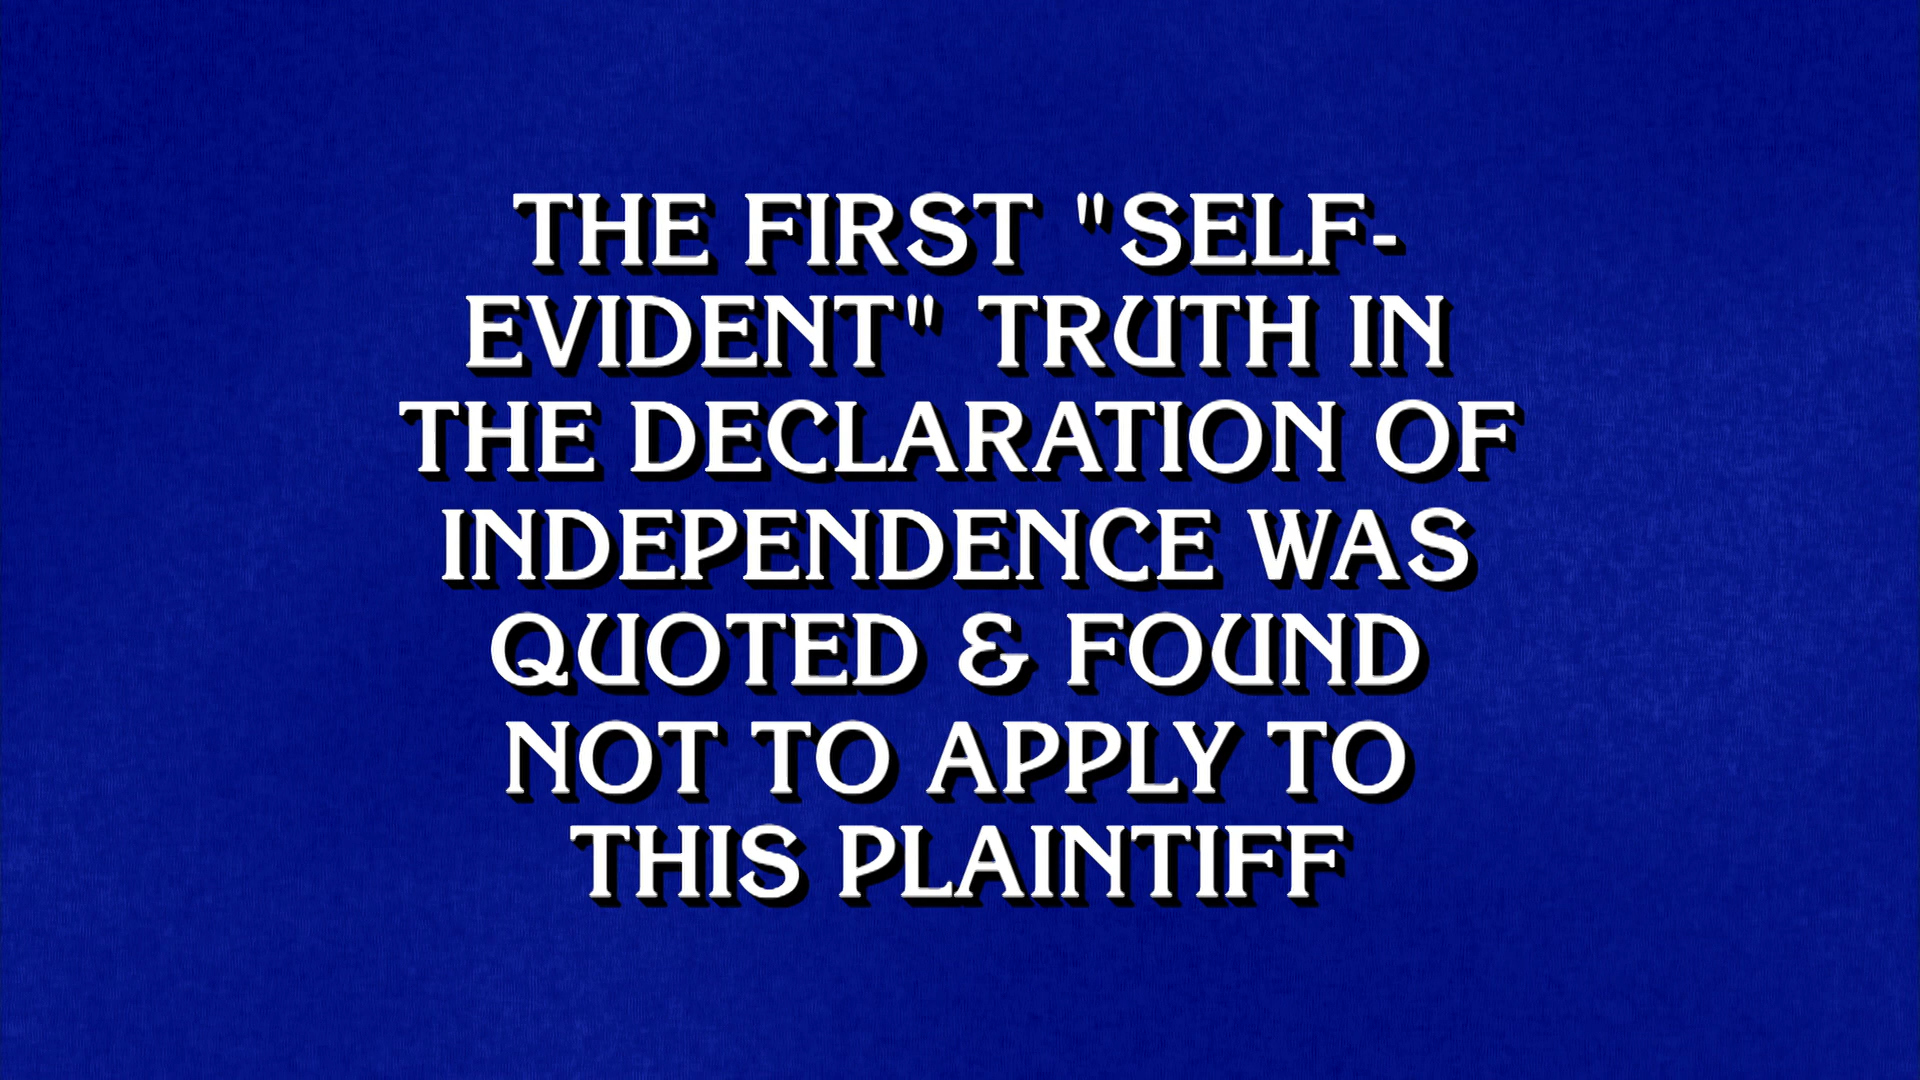 THE FIRST "SELF-
EVIDENT" TRUTH IN
THE DECLARATION OF
INDEPENDENCE WAS
QUOTED & FOUND
NOT TO APPLY TO
THIS PLAINTIFF